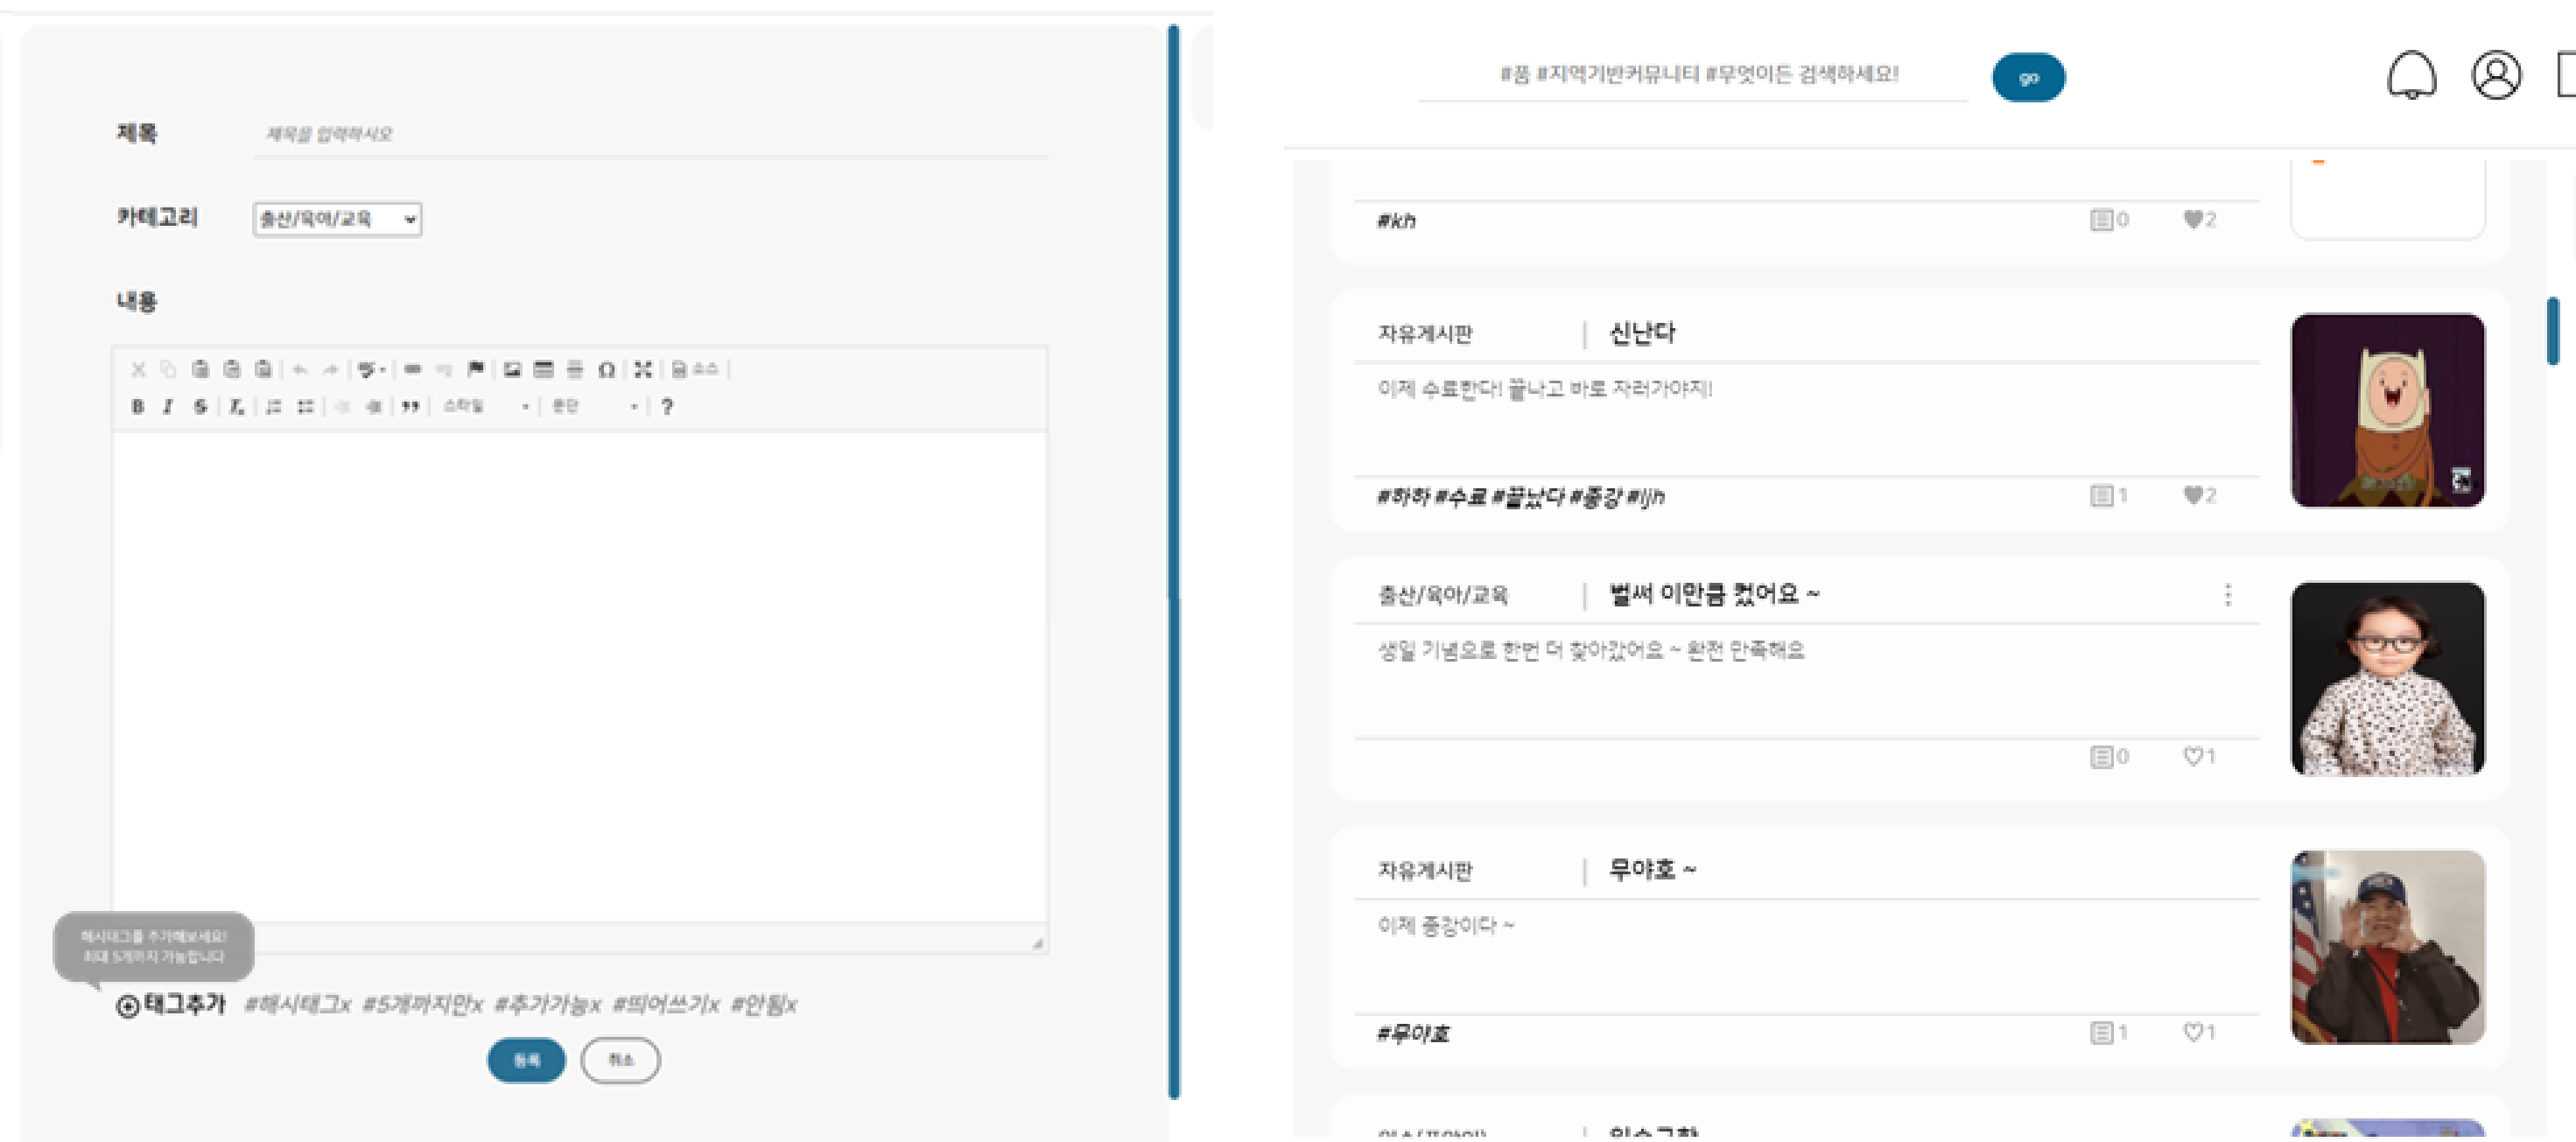 제목 제목을 입력하시오
카테고리 출산/육아/교육
내용
소스
B I S Ix 스타일 문단 ?
해시태그를 추가해보세요!
최대 5개까지 가능합니다
태그추가 #해시태그x #5개까지만x #추가가능x #띄어쓰기x #안됨x
등록 취소
#품 #지역기반커뮤니티 #무엇이든 검색하세요! go
#kh 0 2
자유게시판 신난다
이제 수료한다! 끝나고 바로 자러가야지!
#하하 #수료 #끝났다 #종강 #ljh 1 2
출산/육아/교육 벌써 이만큼 컸어요 ~
생일 기념으로 한번 더 찾아갔어요 ~ 완전 만족해요
0 1
자유게시판 무야호 ~
이제 종강이다 ~
#무야호 1 1